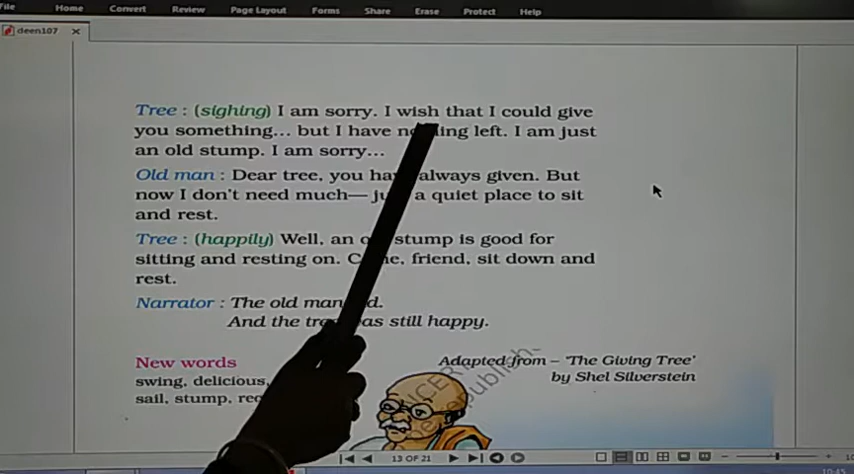 File Home Convert Review Page Layout Forms Share Erase Protect Help
deen107
Tree : (sighing) I am sorry. I wish that I could give
you something... but I have left. I am just
an old stump. I am sorry...
Old man : Dear tree, you always given. But
now I don't need much— a quiet place to sit
and rest.
Tree : (happily) Well, an stump is good for
sitting and resting on. friend, sit down and
rest.
Narrator : The old man
And the still happy.
New words
swing, delicious,
sail, stump,
Adapted from – 'The Giving Tree'
by Shel Silverstein
13 OF 21
10:45